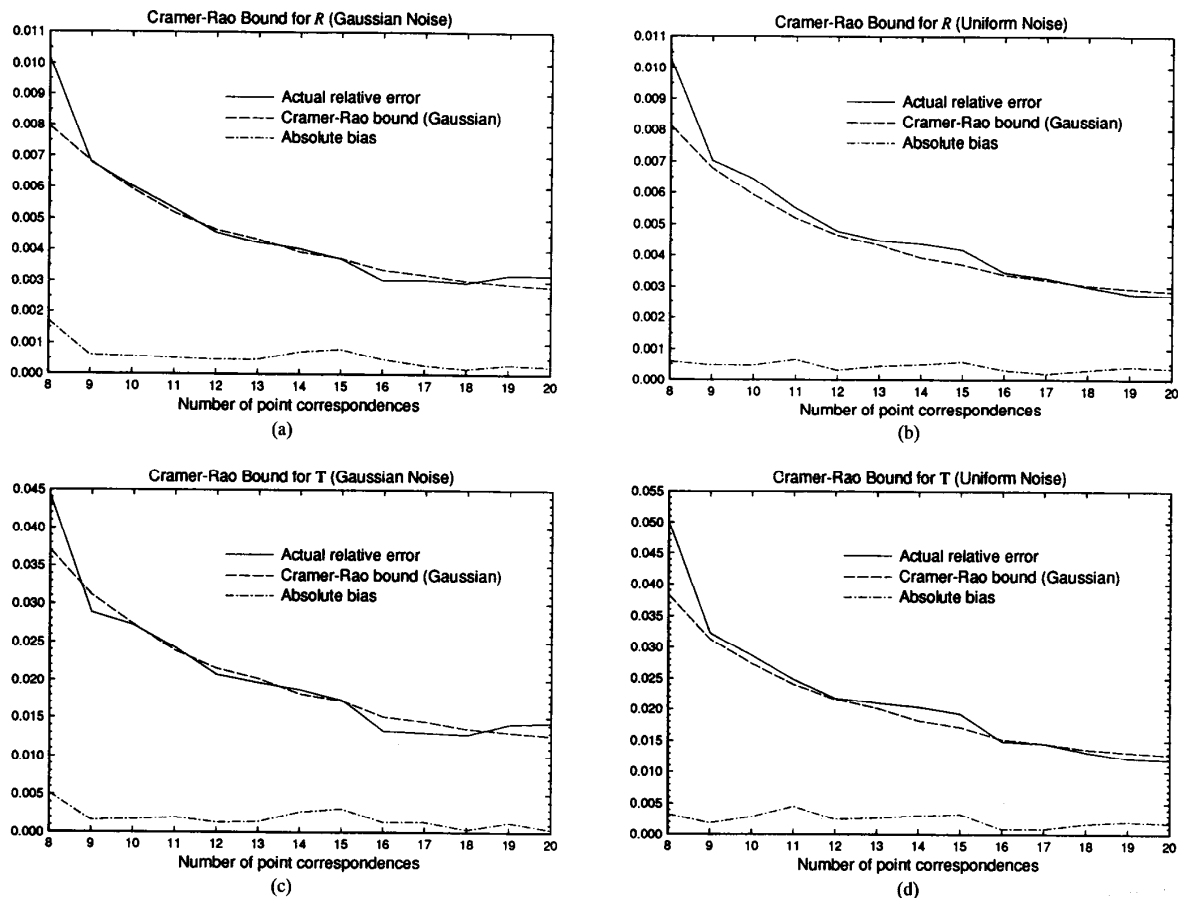 Cramer-Rao Bound for R (Gaussian Noise)
0.011
0.010
0.009
0.008
0.007
0.006
0.005
0.004
0.003
0.002
0.001
0.000
Actual relative error
Cramer-Rao bound (Gaussian)
Absolute bias
8 9 10 11 12 13 14 15 16 17 18 19 20
Number of point correspondences
(a)
Cramer-Rao Bound for R (Uniform Noise)
0.011
0.010
0.009
0.008
0.007
0.006
0.005
0.004
0.003
0.002
0.001
0.000
Actual relative error
Cramer-Rao bound (Gaussian)
Absolute bias
8 9 10 11 12 13 14 15 16 17 18 19 20
Number of point correspondences
(b)
Cramer-Rao Bound for T (Gaussian Noise)
0.045
0.040
0.035
0.030
0.025
0.020
0.015
0.010
0.005
0.000
Actual relative error
Cramer-Rao bound (Gaussian)
Absolute bias
8 9 10 11 12 13 14 15 16 17 18 19 20
Number of point correspondences
(c)
Cramer-Rao Bound for T (Uniform Noise)
0.055
0.050
0.045
0.040
0.035
0.030
0.025
0.020
0.015
0.010
0.005
0.000
Actual relative error
Cramer-Rao bound (Gaussian)
Absolute bias
8 9 10 11 12 13 14 15 16 17 18 19 20
Number of point correspondences
(d)